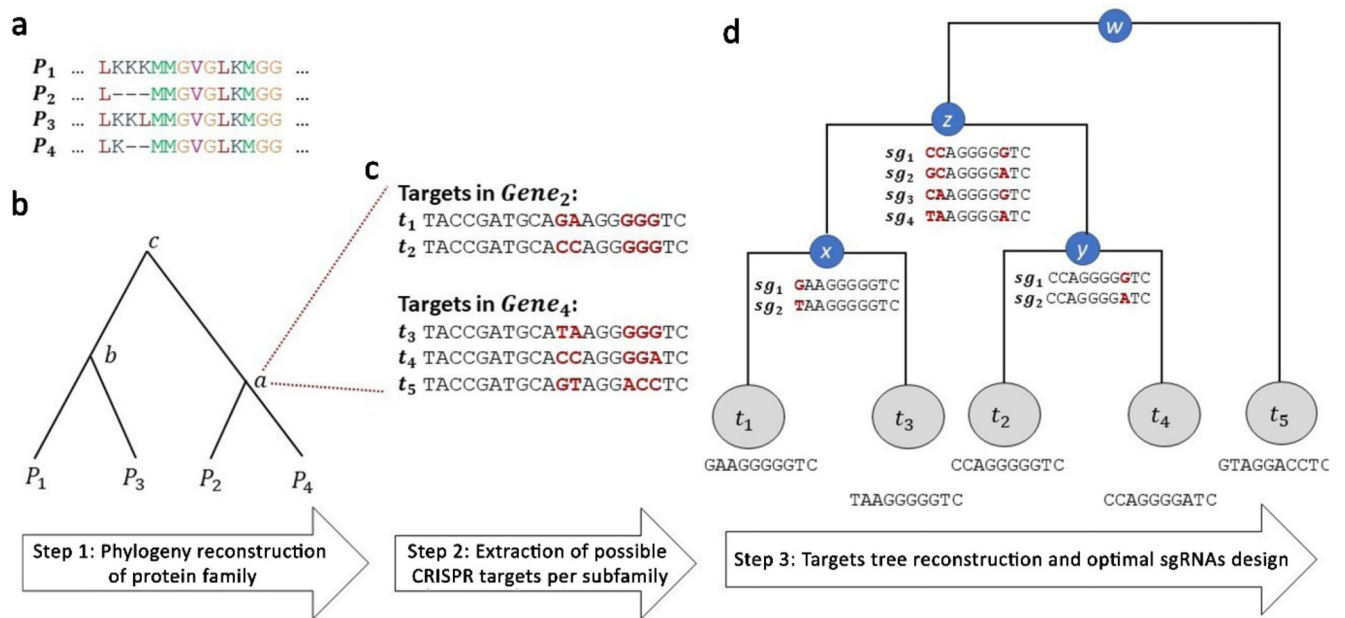 a
P1 ... LKKKMMGVGLKMGG ...
P2 ... L---MMGVGLKMGG ...
P3 ... LKKLMMGVGLKMGG ...
P4 ... LK--MMGVGLKMGG ...
b
c
b
a
P1 P3 P2 P4
c
Targets in Gene2:
t1 TACCGATGCAGAAGGGGGTC
t2 TACCGATGCACCAGGGGGTC
Targets in Gene4:
t3 TACCGATGCATAAGGGGGTC
t4 TACCGATGCACCAGGGGATC
t5 TACCGATGCAGTAGGACCTC
d
w
z
sg1 CCAGGGGGTC
sg2 GCAGGGGATC
sg3 CAAGGGGGTC
sg4 TAAGGGGATC
x
sg1 GAAGGGGGTC
sg2 TAAGGGGGTC
y
sg1 CCAGGGGGTC
sg2 CCAGGGGATC
t1 t3 t2 t4 t5
GAAGGGGGTC CCAGGGGGTC GTAGGACCTC
TAAGGGGGTC CCAGGGGATC
Step 1: Phylogeny reconstruction
of protein family
Step 2: Extraction of possible
CRISPR targets per subfamily
Step 3: Targets tree reconstruction and optimal sgRNAs design